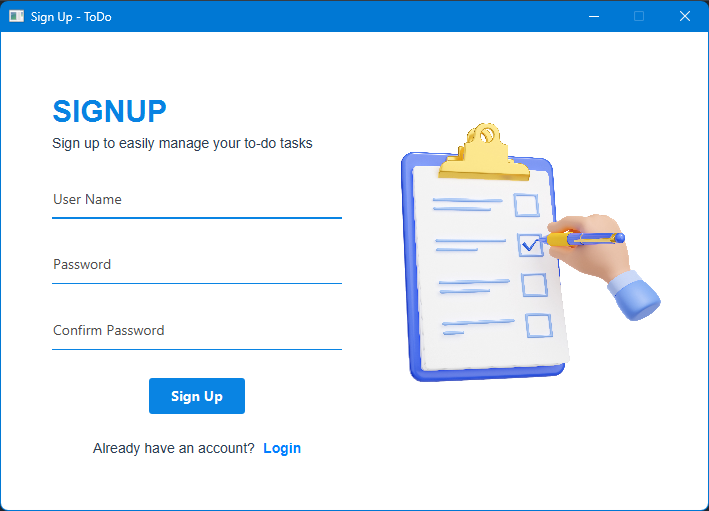 Sign Up - ToDo
SIGNUP
Sign up to easily manage your to-do tasks
User Name
Password
Confirm Password
Sign Up
Already have an account? Login